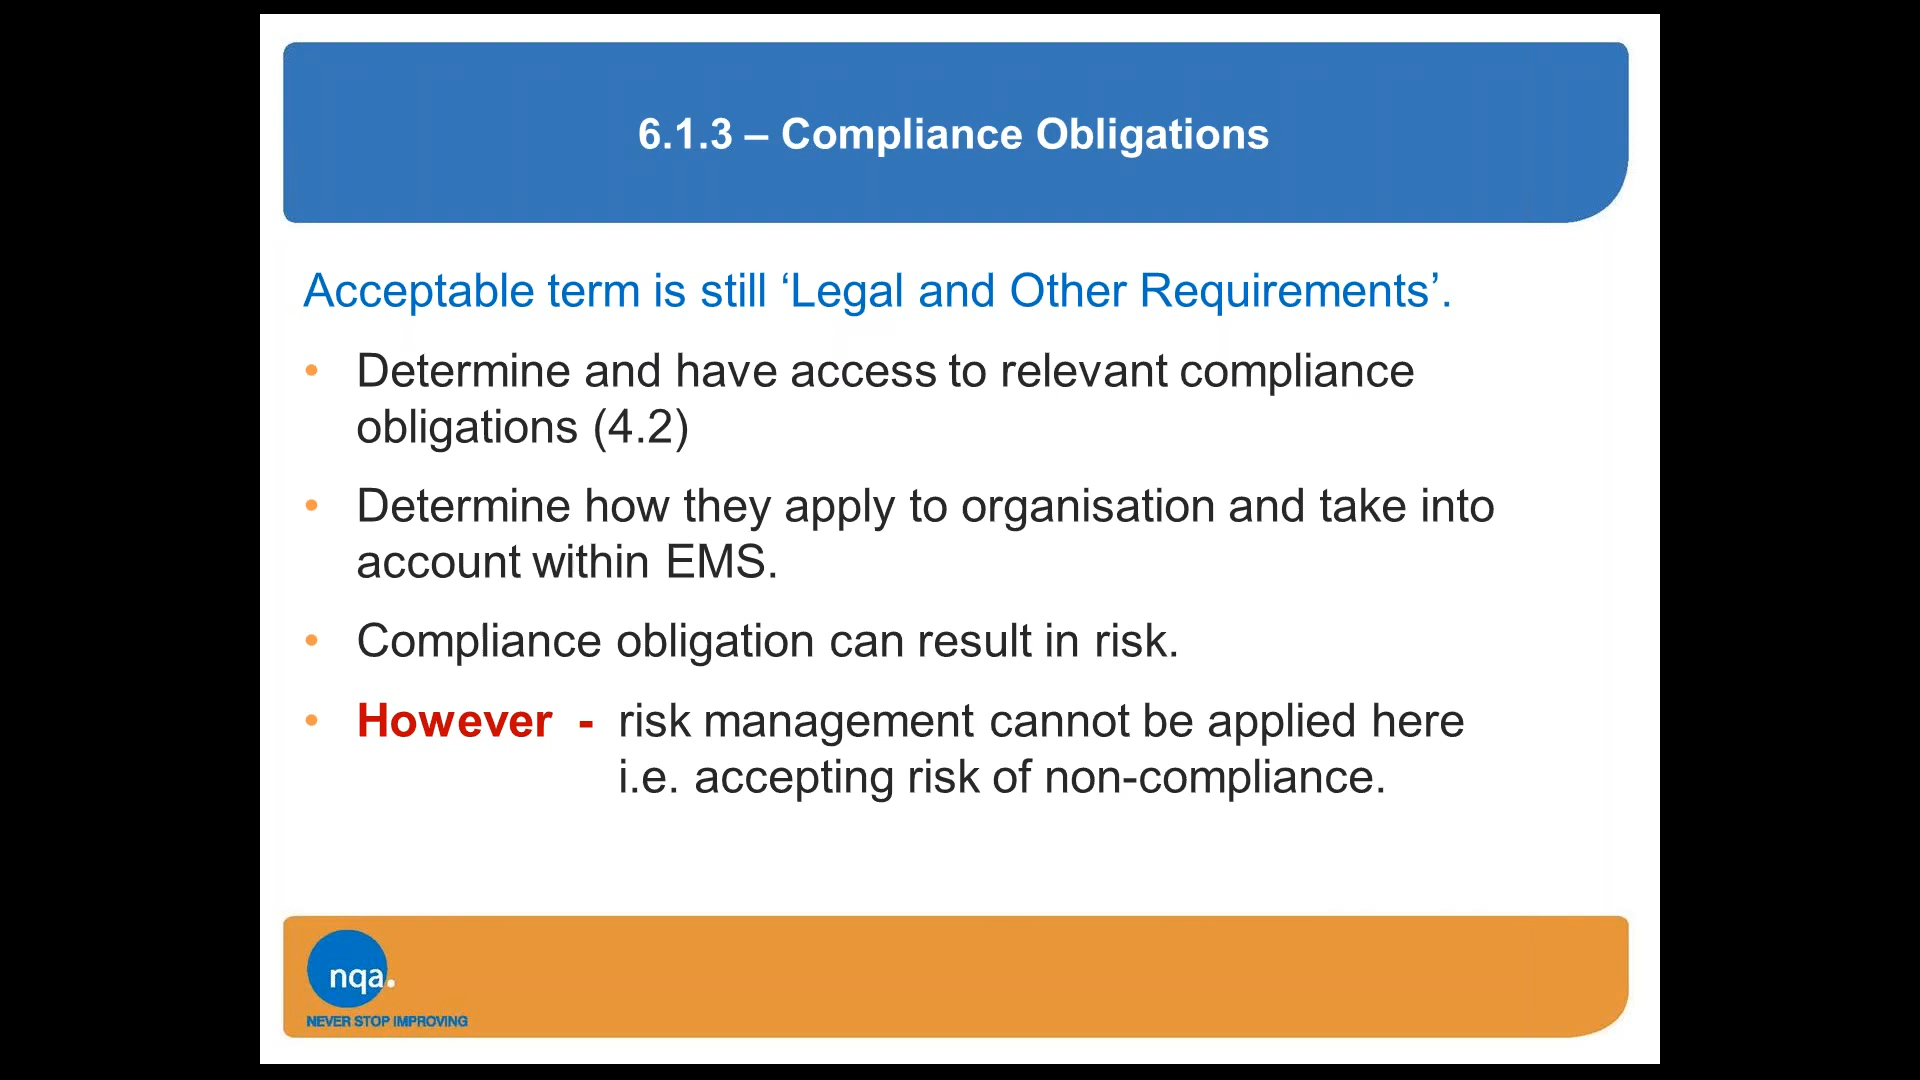 6.1.3 – Compliance Obligations
Acceptable term is still ‘Legal and Other Requirements’.
• Determine and have access to relevant compliance
obligations (4.2)
• Determine how they apply to organisation and take into
account within EMS.
• Compliance obligation can result in risk.
• However - risk management cannot be applied here
i.e. accepting risk of non-compliance.
nqa.
NEVER STOP IMPROVING